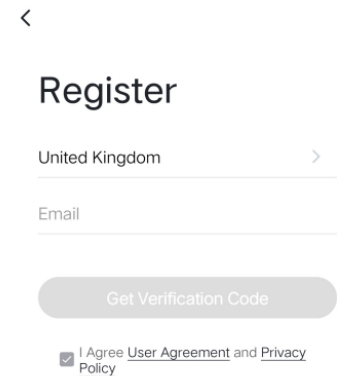 Register
United Kingdom
Email
Get Verification Code
I Agree User Agreement and Privacy
Policy